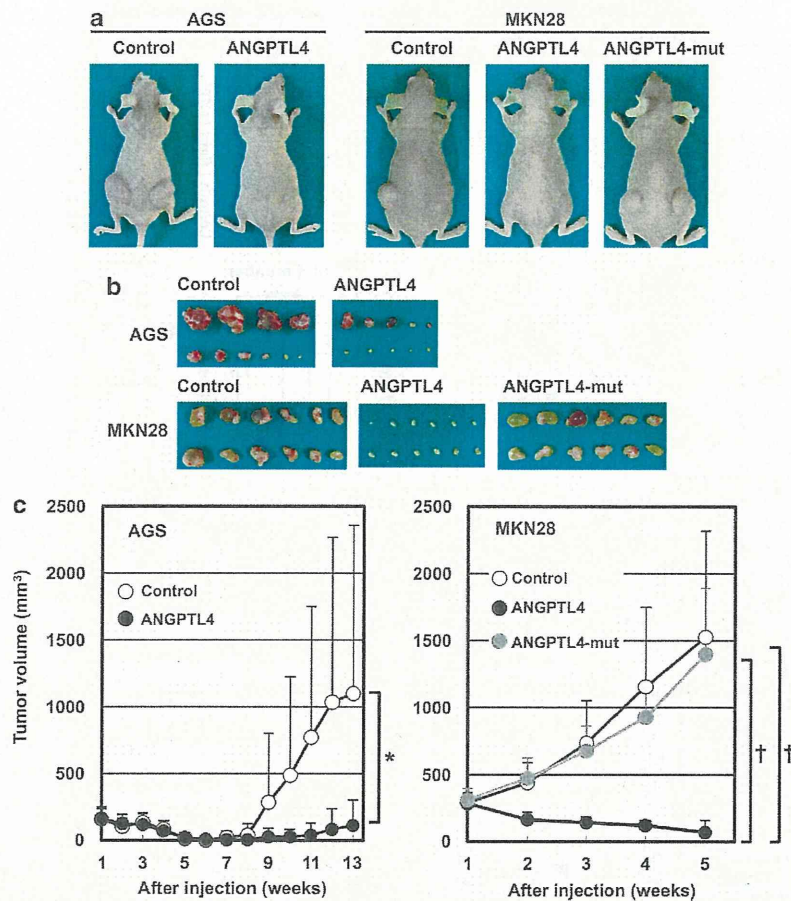 a
AGS
MKN28
Control
ANGPTL4
Control
ANGPTL4
ANGPTL4-mut
b
Control
ANGPTL4
AGS
Control
ANGPTL4
ANGPTL4-mut
MKN28
c
Tumor volume (mm³)
2500
2000
1500
1000
500
0
AGS
Control
ANGPTL4
*
1 3 5 7 9 11 13
After injection (weeks)
2500
2000
1500
1000
500
0
MKN28
Control
ANGPTL4
ANGPTL4-mut
† †
1 2 3 4 5
After injection (weeks)